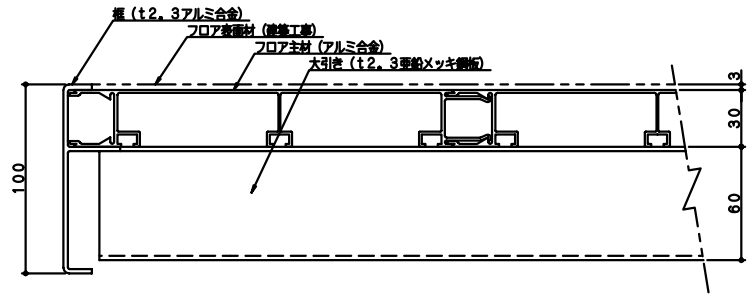 框（t2．3アルミ合金）
フロア表面材（建築工事）
フロア主材（アルミ合金）
大引き（t2．3亜鉛メッキ鋼板）
3
30
100
60